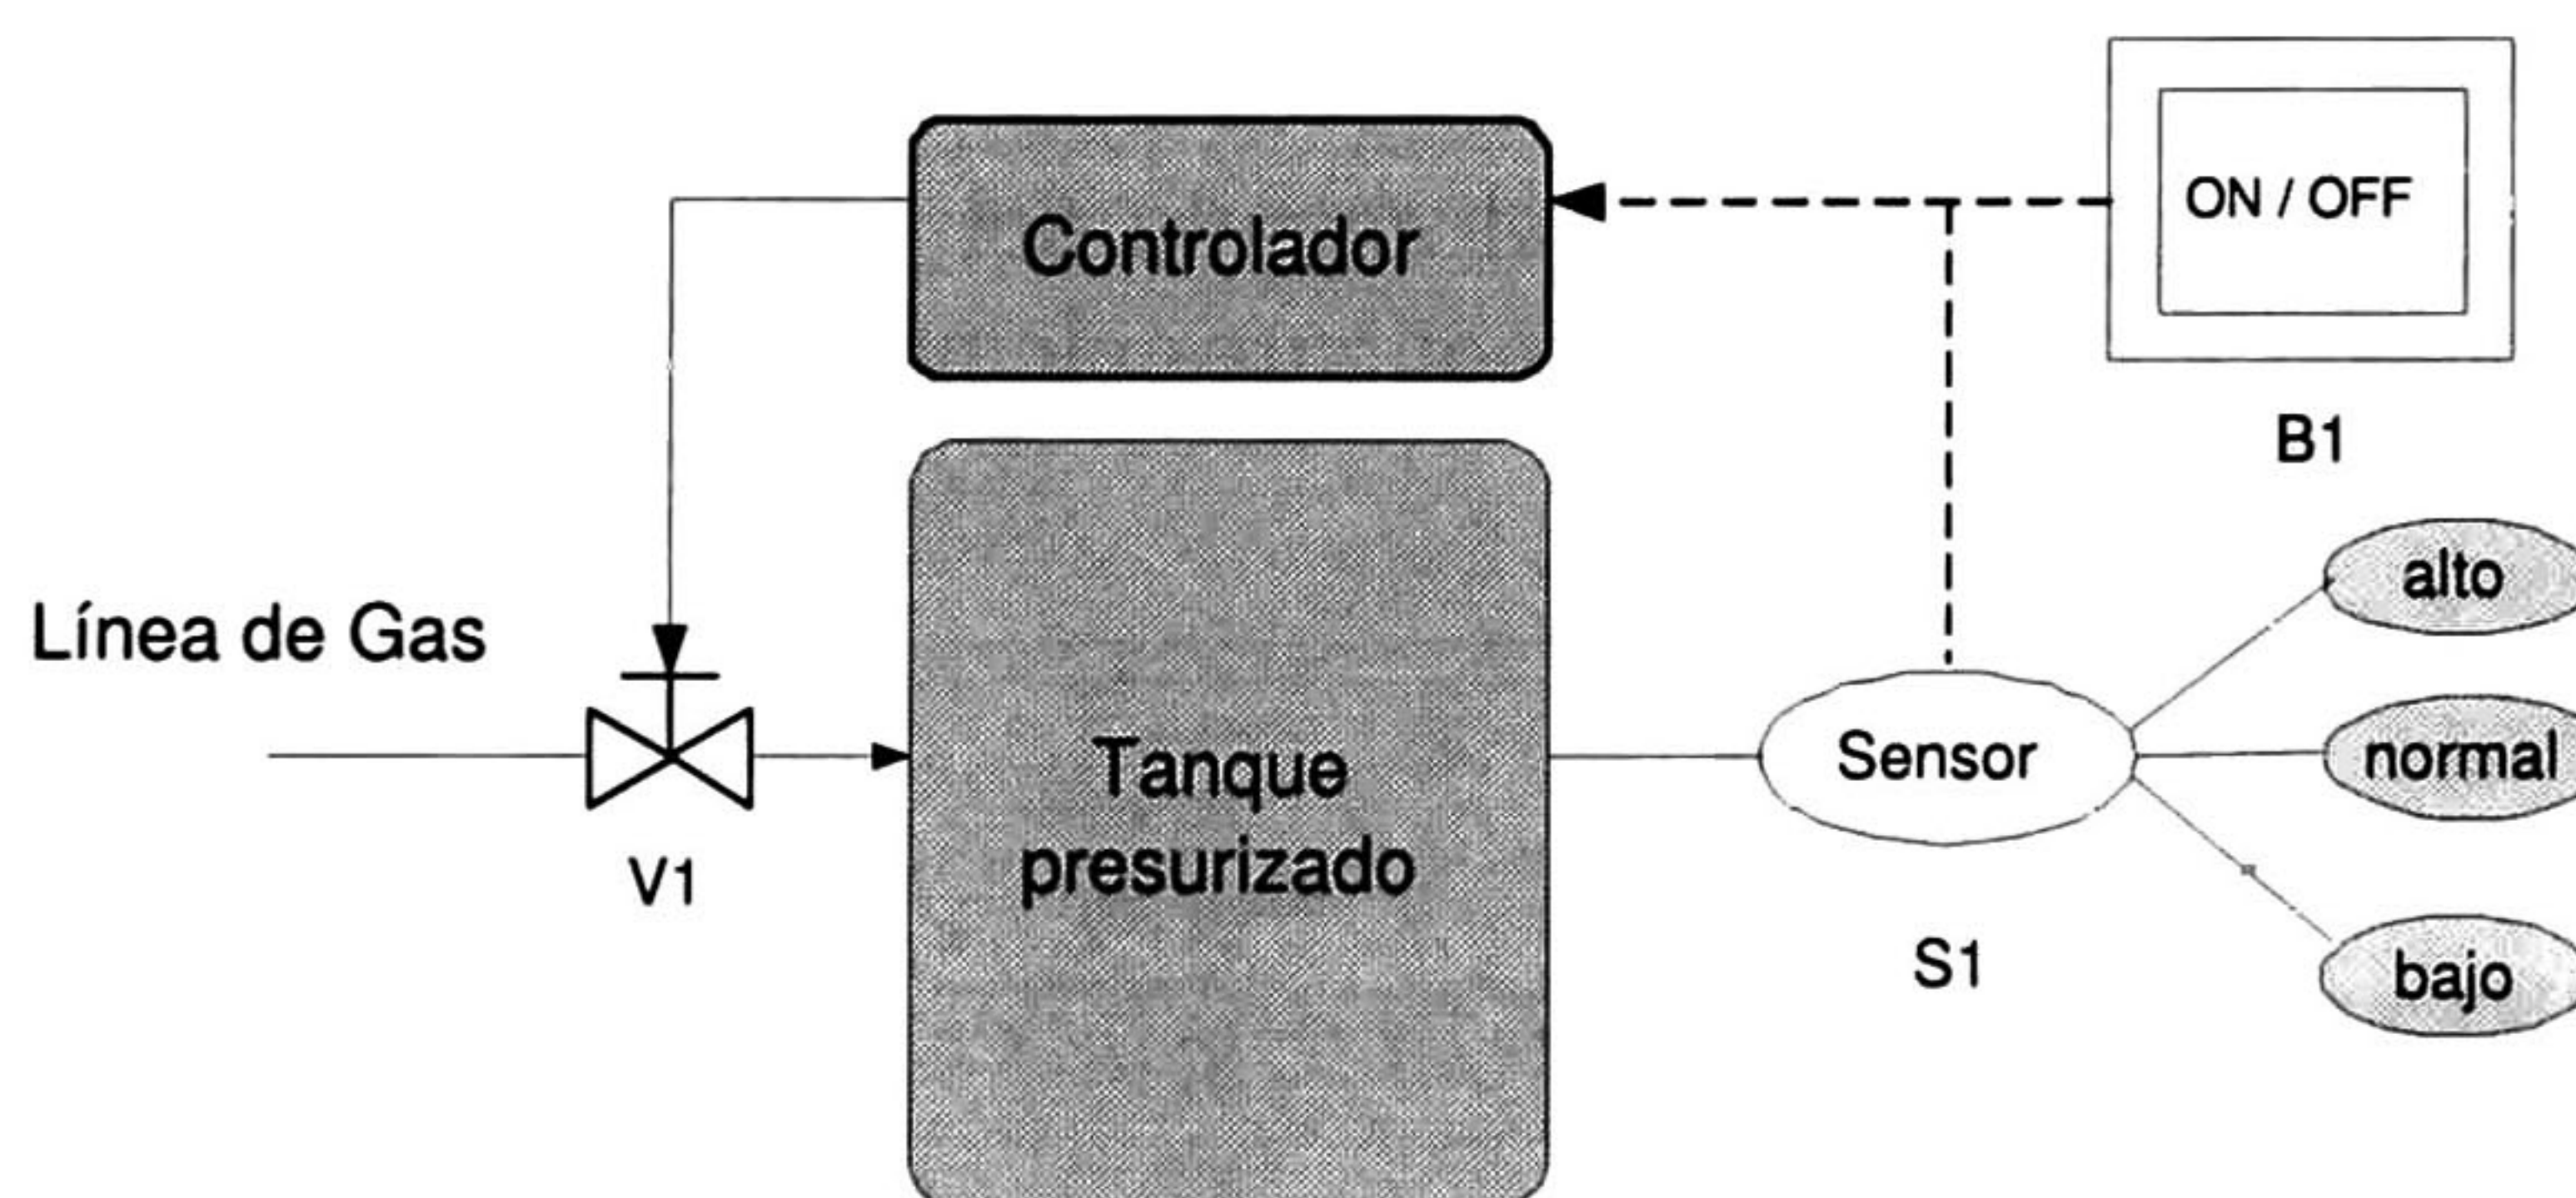 ON / OFF
Controlador
B1
alto
Línea de Gas
normal
Sensor
Tanque
presurizado
V1
S1
bajo